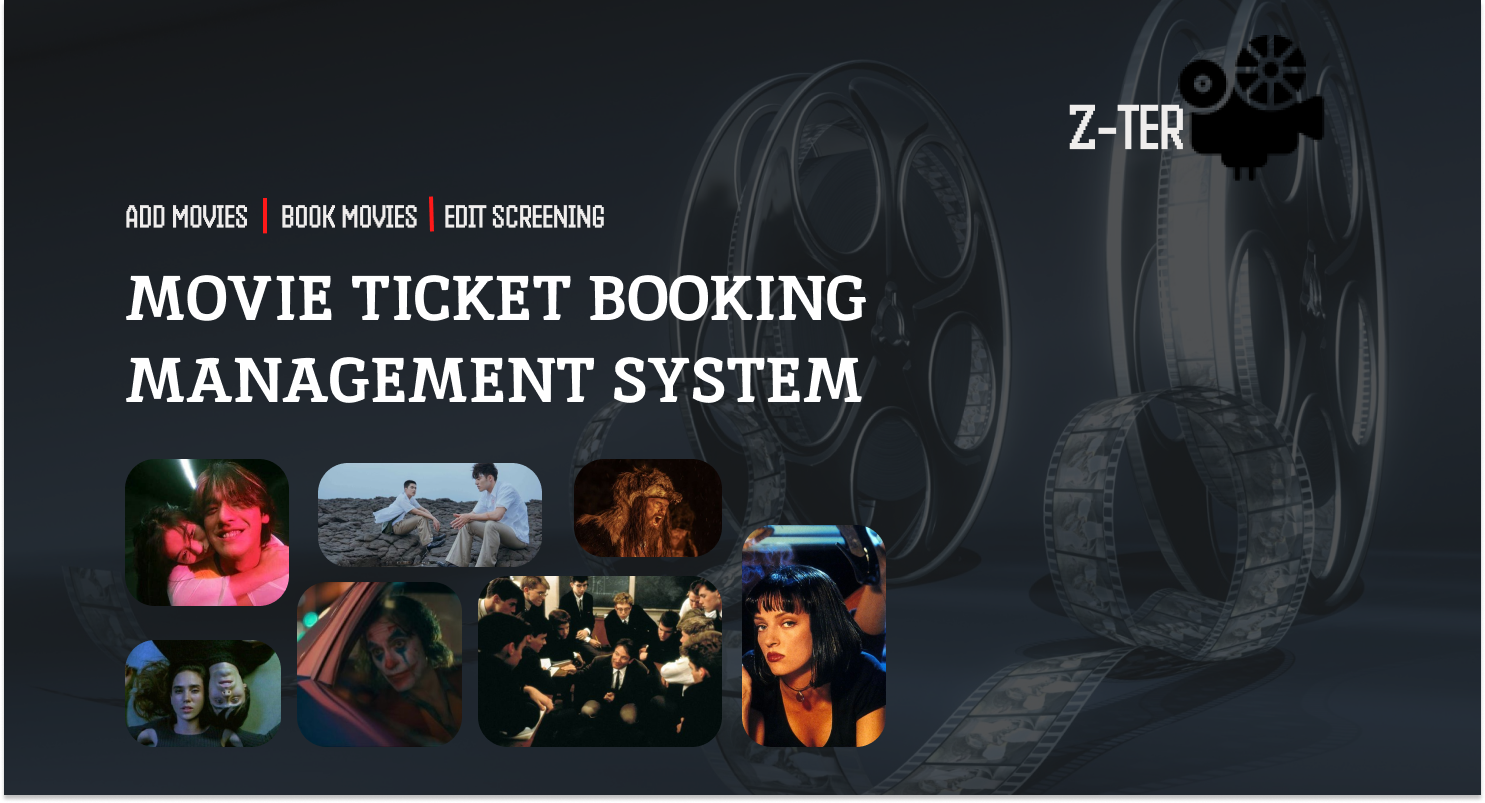 Z-TER
ADD MOVIES | BOOK MOVIES | EDIT SCREENING
MOVIE TICKET BOOKING
MANAGEMENT SYSTEM